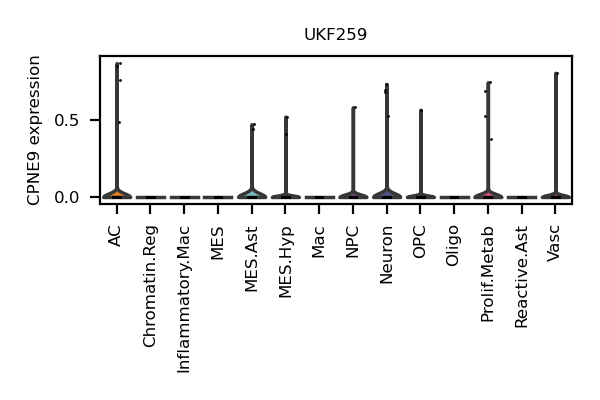 UKF259
CPNE9 expression
0.5
0.0
AC
Chromatin.Reg
Inflammatory.Mac
MES
MES.Ast
MES.Hyp
Mac
NPC
Neuron
OPC
Oligo
Prolif.Metab
Reactive.Ast
Vasc